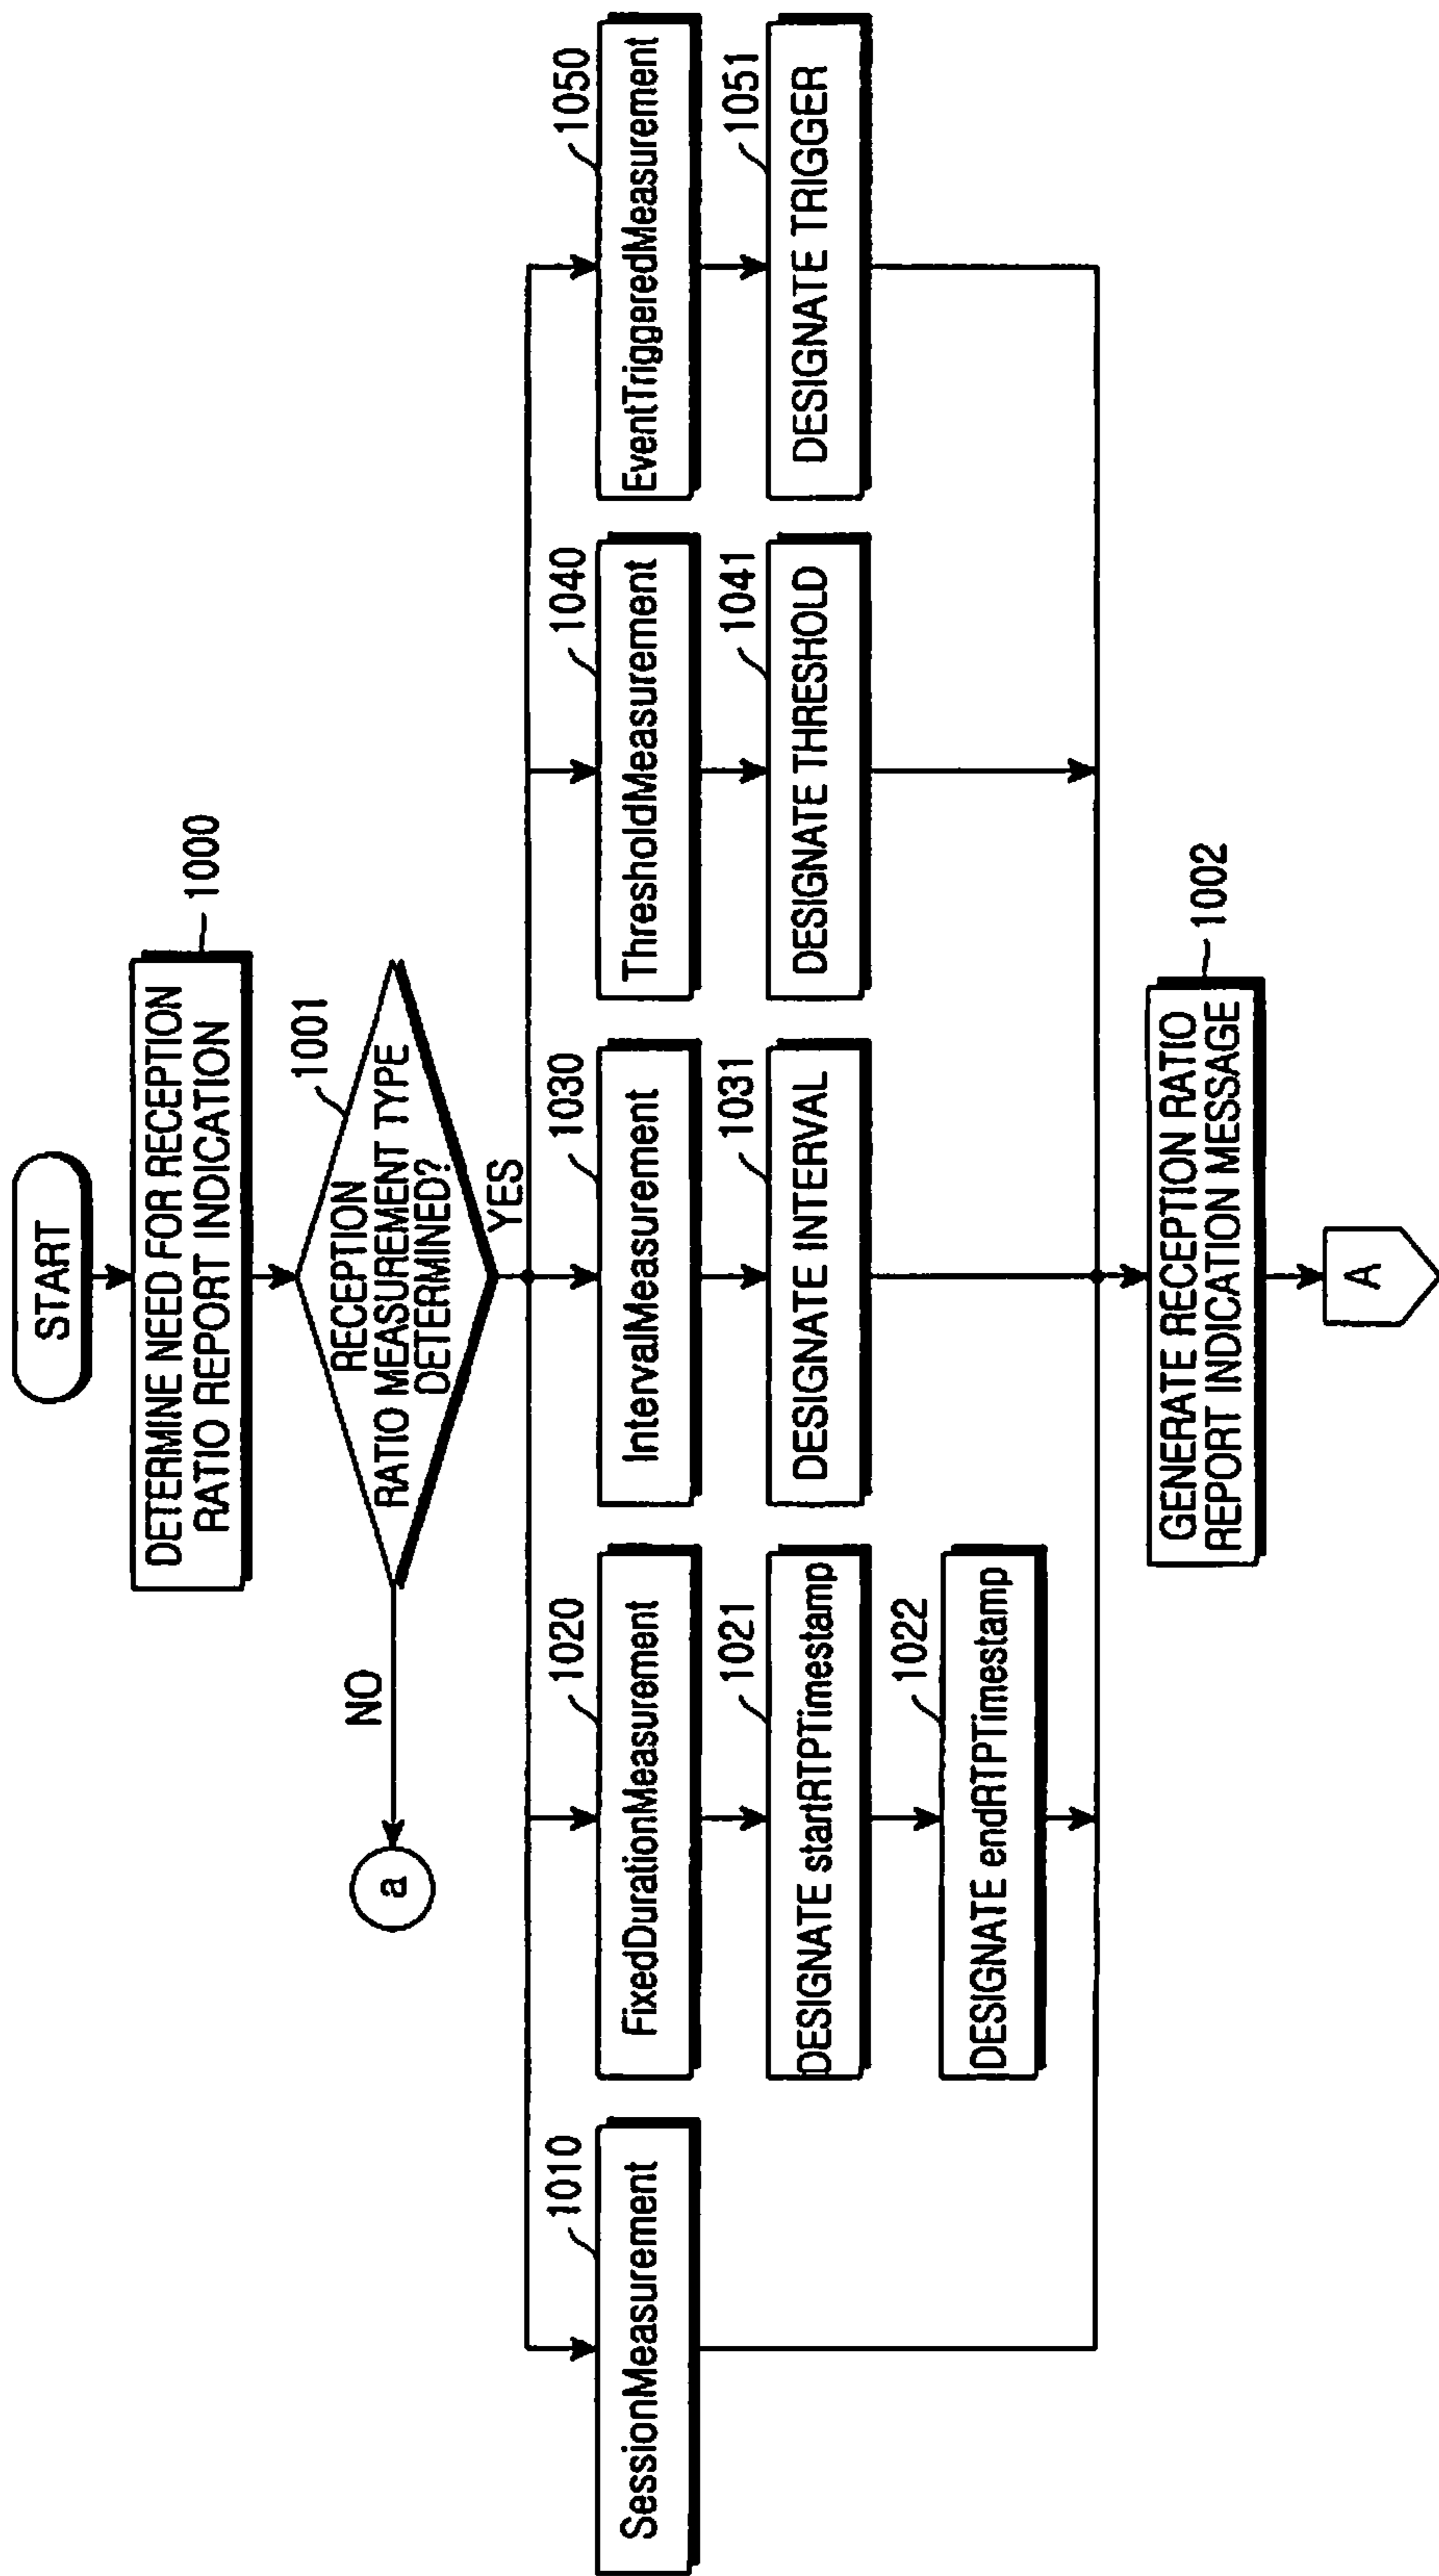 START
DETERMINE NEED FOR RECEPTION
RATIO REPORT INDICATION
1000
RECEPTION
RATIO MEASUREMENT TYPE
DETERMINED?
1001
NO
a
YES
SessionMeasurement
1010
FixedDurationMeasurement
1020
DESIGNATE startRTPTimestamp
1021
DESIGNATE endRTPTimestamp
1022
IntervalMeasurement
1030
DESIGNATE INTERVAL
1031
ThresholdMeasurement
1040
DESIGNATE THRESHOLD
1041
EventTriggeredMeasurement
1050
DESIGNATE TRIGGER
1051
GENERATE RECEPTION RATIO
REPORT INDICATION MESSAGE
1002
A